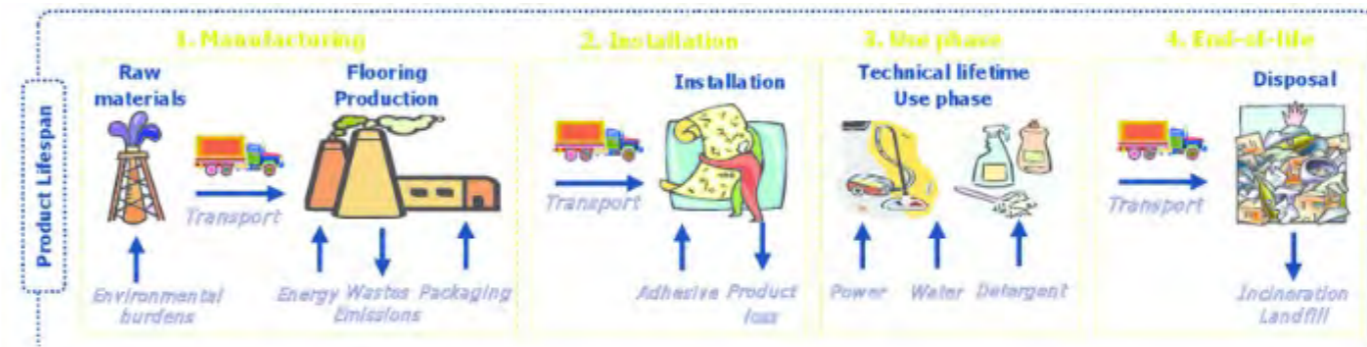 1. Manufacturing
2. Installation
3. Use phase
4. End-of-life
Product Lifespan
Raw
materials
Flooring
Production
Installation
Technical lifetime
Use phase
Disposal
Transport
Transport
Transport
Environmental
burdens
Energy Wastes Packaging
Emissions
Adhesive Product
loss
Power Water Detergent
Incineration
Landfill